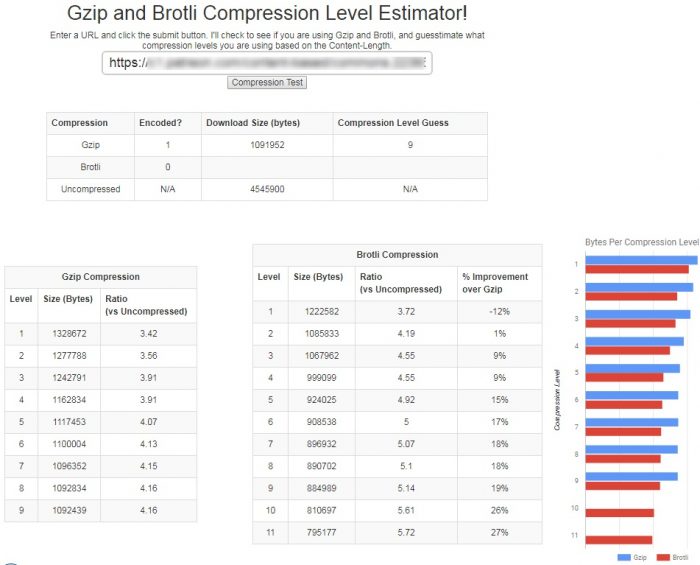 Gzip and Brotli Compression Level Estimator!
Enter a URL and click the submit button. I'll check to see if you are using Gzip and Brotli, and guesstimate what
compression levels you are using based on the Content-Length.
https://
Compression Test
Compression Encoded? Download Size (bytes) Compression Level Guess
Gzip 1 1091952 9
Brotli 0
Uncompressed N/A 4545900 N/A
Gzip Compression
Level Size (Bytes) Ratio
(vs Uncompressed)
1 1328672 3.42
2 1277788 3.56
3 1242791 3.91
4 1162834 3.91
5 1117453 4.07
6 1100004 4.13
7 1096352 4.15
8 1092834 4.16
9 1092439 4.16
Brotli Compression
Level Size (Bytes) Ratio % Improvement
(vs Uncompressed) over Gzip
1 1222582 3.72 -12%
2 1085833 4.19 1%
3 1067962 4.55 9%
4 999099 4.55 9%
5 924025 4.92 15%
6 908538 5 17%
7 896932 5.07 18%
8 890702 5.1 18%
9 884989 5.14 19%
10 810697 5.61 26%
11 795177 5.72 27%
Bytes Per Compression Level
Compression Level
1
2
3
4
5
6
7
8
9
10
11
Gzip Brotli